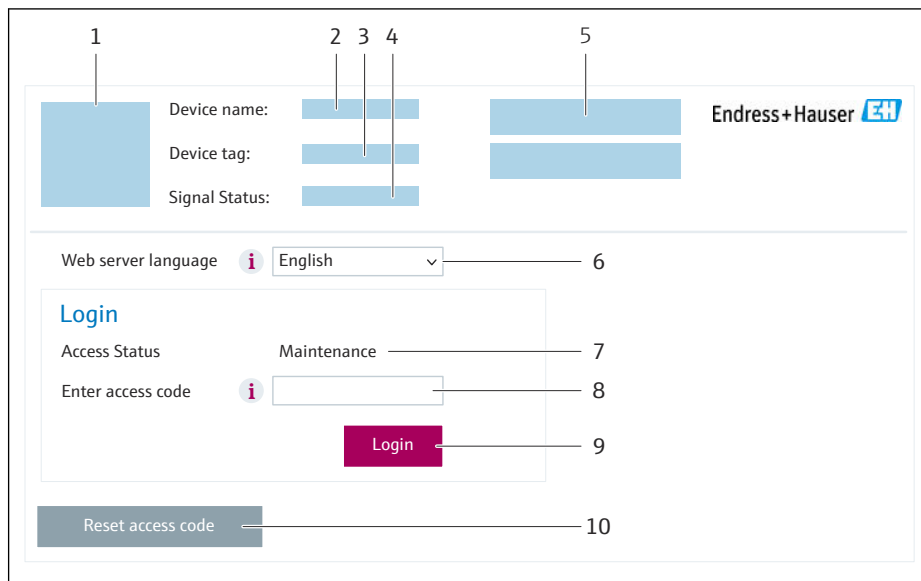 1 2 3 4 5
Device name:
Endress+Hauser EH
Device tag:
Signal Status:
Web server language i English 6
Login
Access Status Maintenance 7
Enter access code i 8
Login 9
Reset access code 10